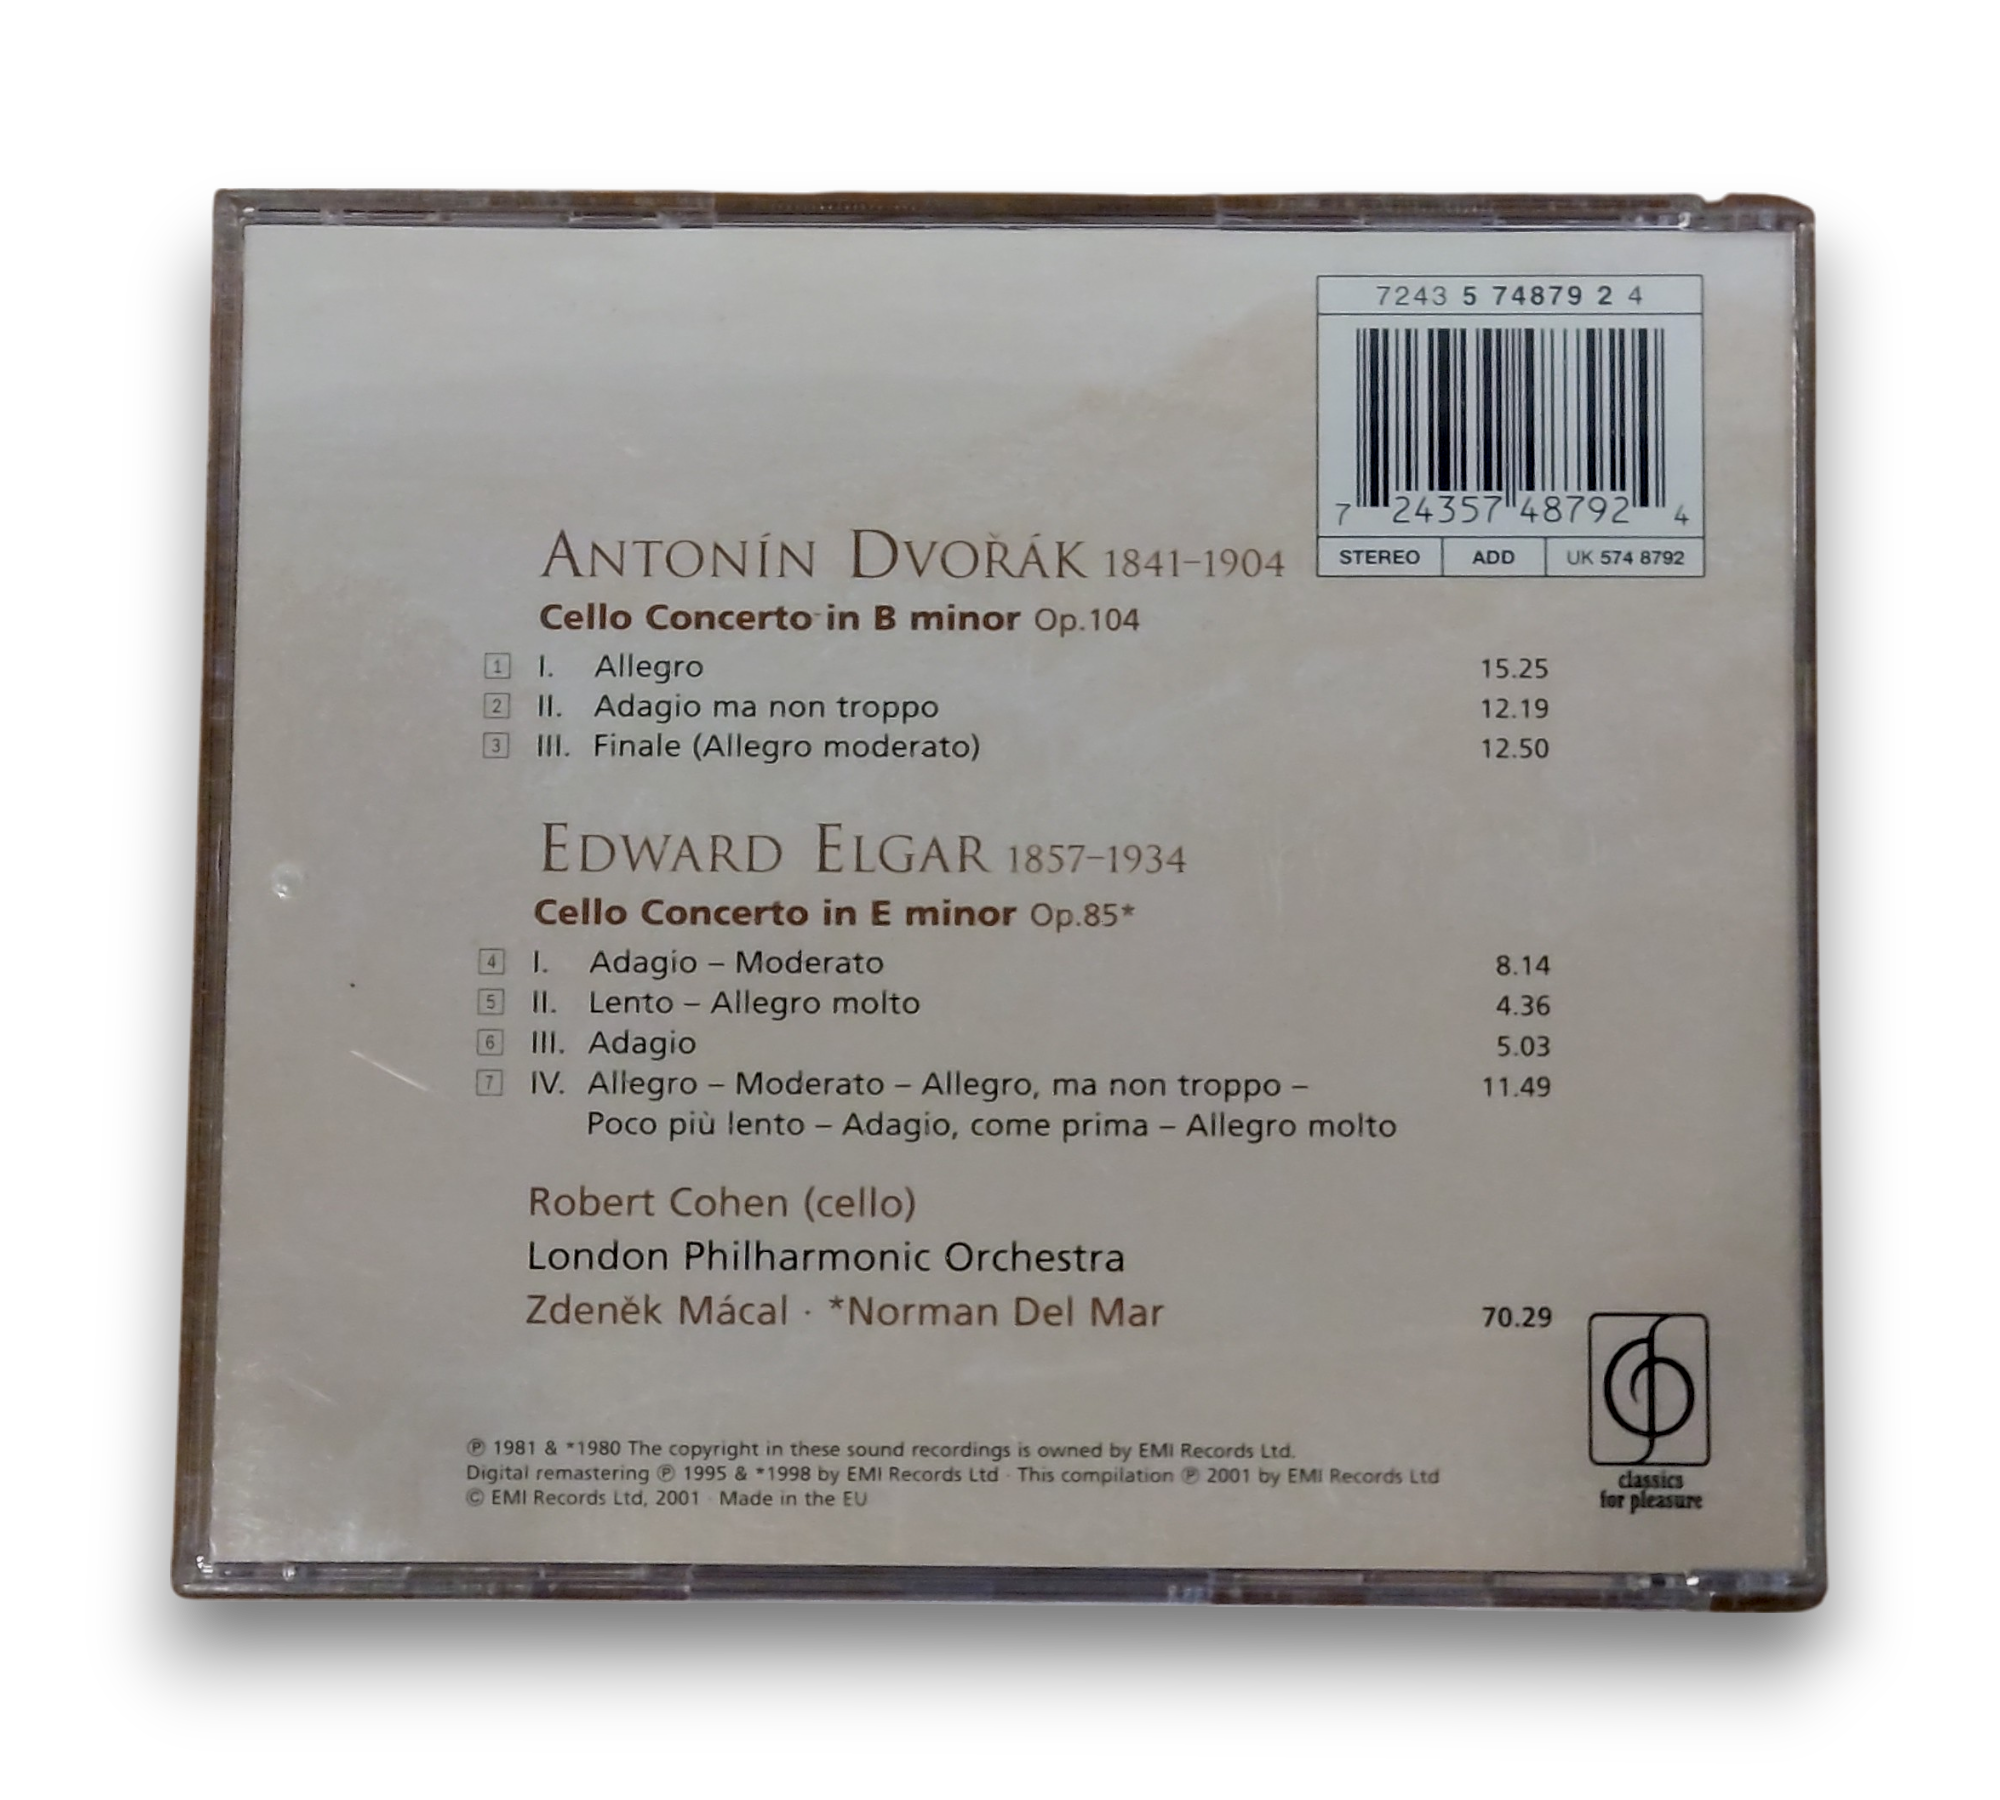 7243 5 74879 2 4
7 24357 48792 4
STEREO ADD UK 574 8792
ANTONÍN DVOŘÁK 1841–1904
Cello Concerto in B minor Op.104
1 I. Allegro 15.25
2 II. Adagio ma non troppo 12.19
3 III. Finale (Allegro moderato) 12.50
EDWARD ELGAR 1857–1934
Cello Concerto in E minor Op.85*
4 I. Adagio – Moderato 8.14
5 II. Lento – Allegro molto 4.36
6 III. Adagio 5.03
7 IV. Allegro – Moderato – Allegro, ma non troppo – 11.49
Poco più lento – Adagio, come prima – Allegro molto
Robert Cohen (cello)
London Philharmonic Orchestra
Zdeněk Mácal · *Norman Del Mar 70.29
℗ 1981 & *1980 The copyright in these sound recordings is owned by EMI Records Ltd.
Digital remastering ℗ 1995 & *1998 by EMI Records Ltd · This compilation ℗ 2001 by EMI Records Ltd
© EMI Records Ltd, 2001 · Made in the EU
classics
for pleasure